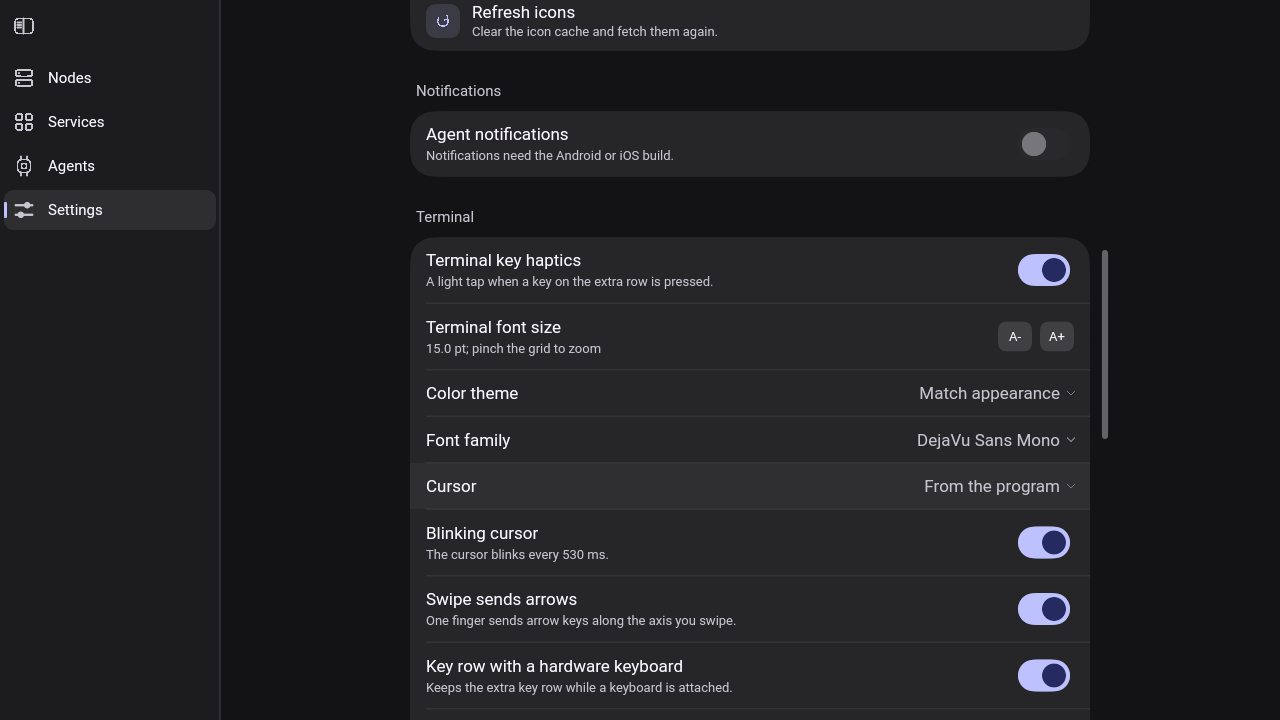 Refresh icons
Clear the icon cache and fetch them again.
Nodes
Services
Agents
Settings
Notifications
Agent notifications
Notifications need the Android or iOS build.
Terminal
Terminal key haptics
A light tap when a key on the extra row is pressed.
Terminal font size
15.0 pt; pinch the grid to zoom
A-
A+
Color theme
Match appearance
Font family
DejaVu Sans Mono
Cursor
From the program
Blinking cursor
The cursor blinks every 530 ms.
Swipe sends arrows
One finger sends arrow keys along the axis you swipe.
Key row with a hardware keyboard
Keeps the extra key row while a keyboard is attached.